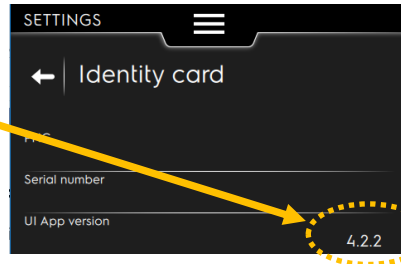 SETTINGS
Identity card
Serial number
UI App version
4.2.2